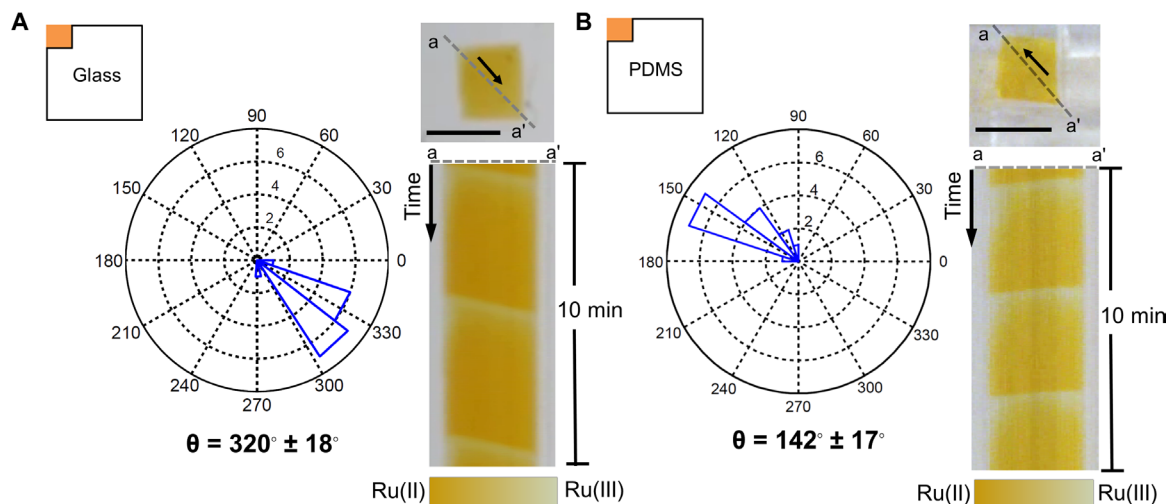 A
Glass
90
120
60
150
30
180
0
210
330
240
300
270
6
4
2
θ = 320° ± 18°
a
a'
a
a'
Time
10 min
Ru(II)
Ru(III)
B
PDMS
90
120
60
150
30
180
0
210
330
240
300
270
6
4
2
θ = 142° ± 17°
a
a'
a
a'
Time
10 min
Ru(II)
Ru(III)